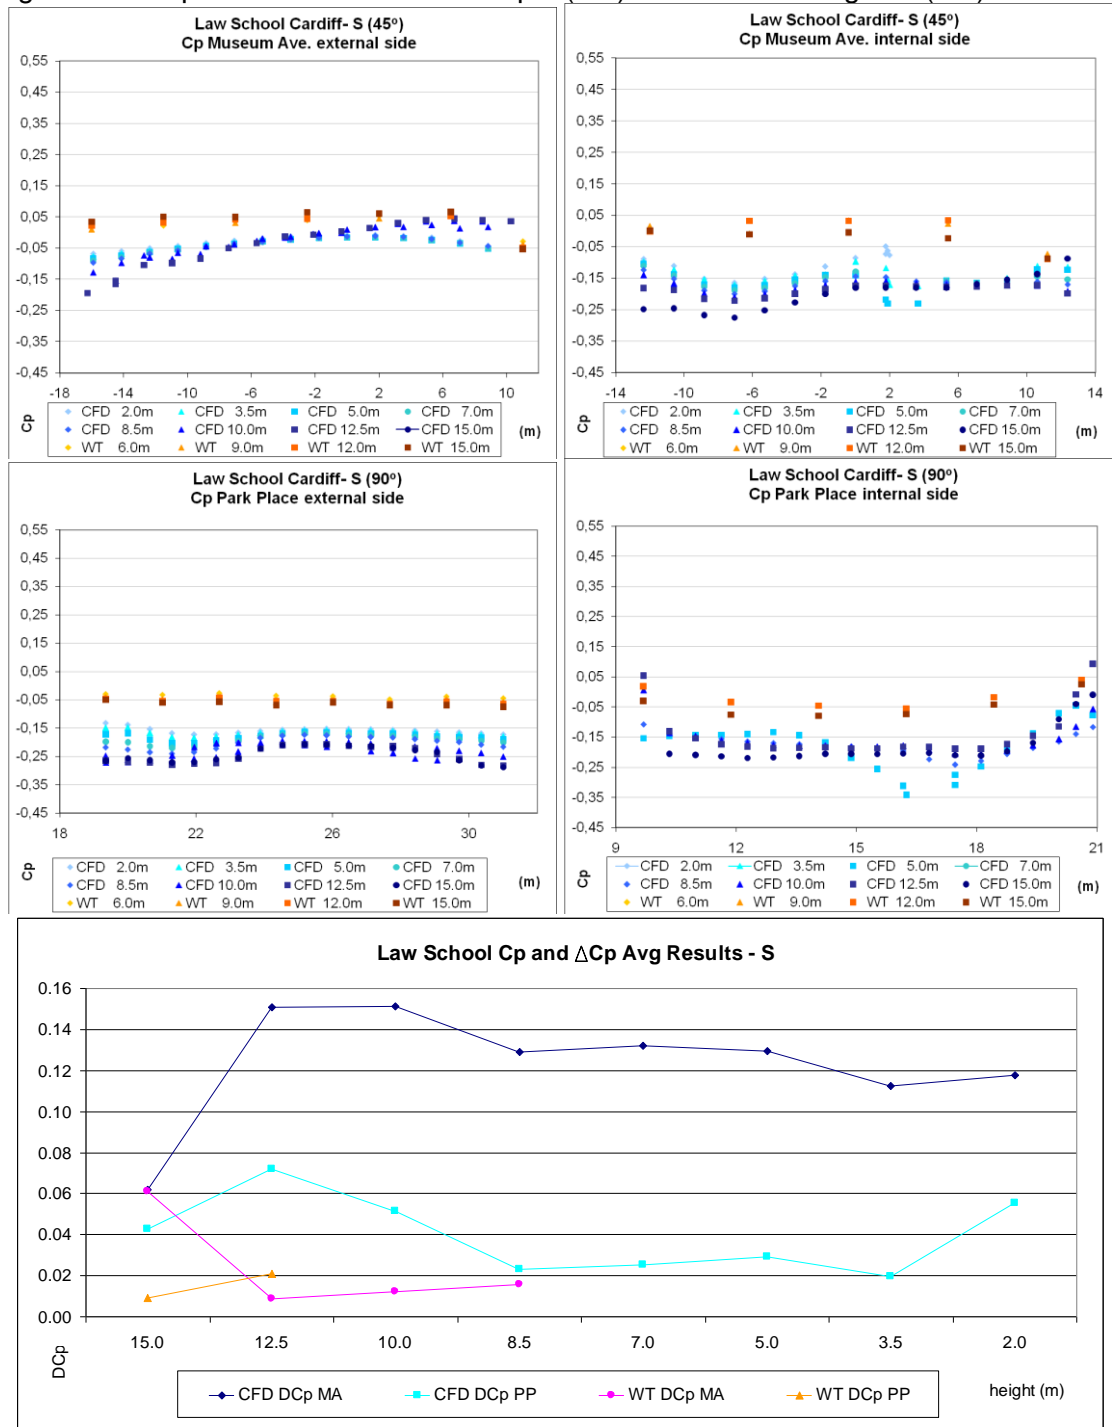 Law School Cardiff- S (45º)
Cp Museum Ave. external side
0,55
0,45
0,35
0,25
0,15
0,05
-0,05
-0,15
-0,25
-0,35
-0,45
-18 -14 -10 -6 -2 2 6 10
Cp
(m)
CFD 2.0m CFD 3.5m CFD 5.0m CFD 7.0m
CFD 8.5m CFD 10.0m CFD 12.5m CFD 15.0m
WT 6.0m WT 9.0m WT 12.0m WT 15.0m
Law School Cardiff- S (45º)
Cp Museum Ave. internal side
0,55
0,45
0,35
0,25
0,15
0,05
-0,05
-0,15
-0,25
-0,35
-0,45
-14 -10 -6 -2 2 6 10 14
Cp
(m)
CFD 2.0m CFD 3.5m CFD 5.0m CFD 7.0m
CFD 8.5m CFD 10.0m CFD 12.5m CFD 15.0m
WT 6.0m WT 9.0m WT 12.0m WT 15.0m
Law School Cardiff- S (90º)
Cp Park Place external side
0,55
0,45
0,35
0,25
0,15
0,05
-0,05
-0,15
-0,25
-0,35
-0,45
18 22 26 30
Cp
(m)
CFD 2.0m CFD 3.5m CFD 5.0m CFD 7.0m
CFD 8.5m CFD 10.0m CFD 12.5m CFD 15.0m
WT 6.0m WT 9.0m WT 12.0m WT 15.0m
Law School Cardiff- S (90º)
Cp Park Place internal side
0,55
0,45
0,35
0,25
0,15
0,05
-0,05
-0,15
-0,25
-0,35
-0,45
9 12 15 18 21
Cp
(m)
CFD 2.0m CFD 3.5m CFD 5.0m CFD 7.0m
CFD 8.5m CFD 10.0m CFD 12.5m CFD 15.0m
WT 6.0m WT 9.0m WT 12.0m WT 15.0m
Law School Cp and ΔCp Avg Results - S
0.16
0.14
0.12
0.10
0.08
0.06
0.04
0.02
0.00
15.0 12.5 10.0 8.5 7.0 5.0 3.5 2.0
DCp
CFD DCp MA CFD DCp PP WT DCp MA WT DCp PP
height (m)